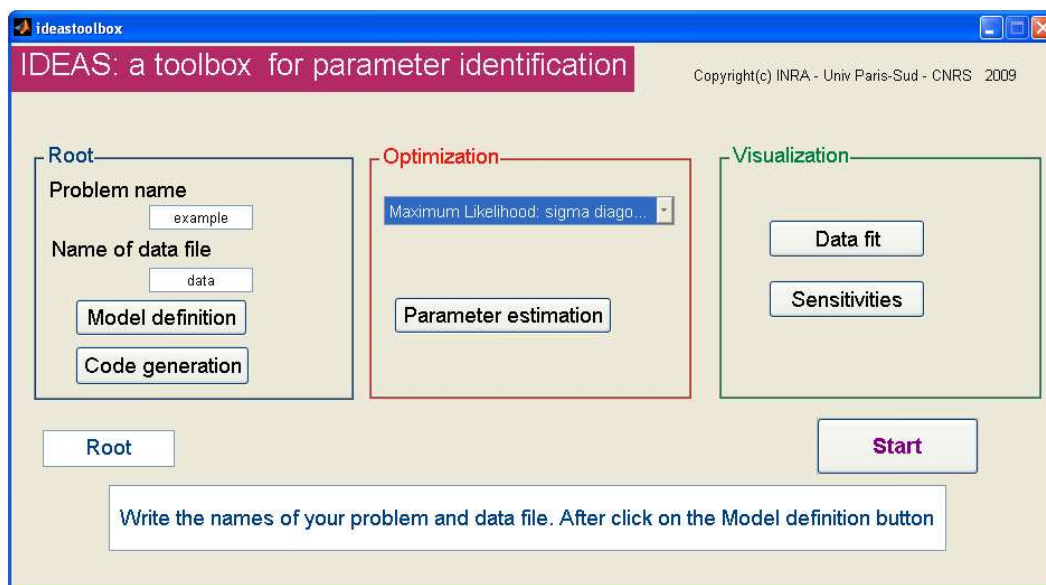 ideastoolbox
IDEAS: a toolbox for parameter identification
Copyright(c) INRA - Univ Paris-Sud - CNRS 2009
Root
Problem name
example
Name of data file
data
Model definition
Code generation
Optimization
Maximum Likelihood: sigma diago...
Parameter estimation
Visualization
Data fit
Sensitivities
Root
Start
Write the names of your problem and data file. After click on the Model definition button